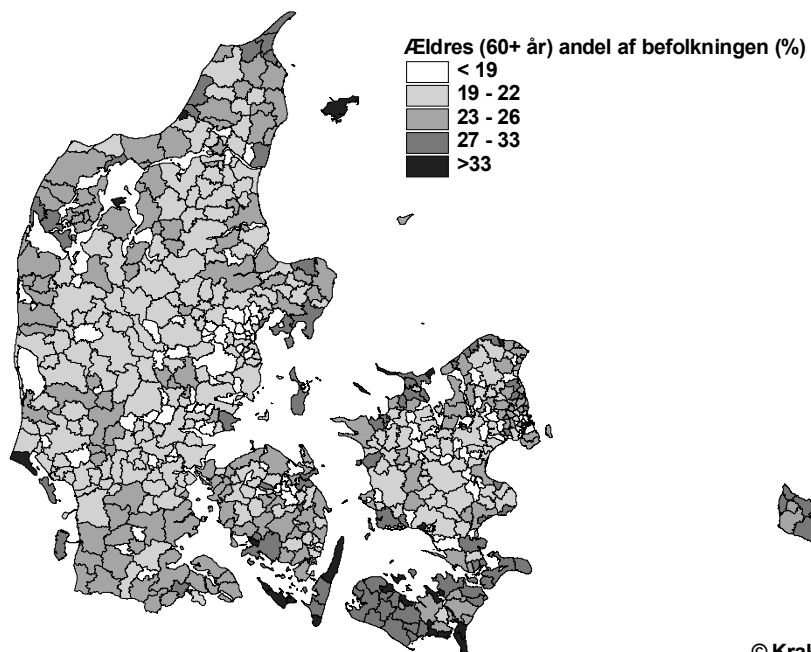 Ældres (60+ år) andel af befolkningen (%)
< 19
19 - 22
23 - 26
27 - 33
>33